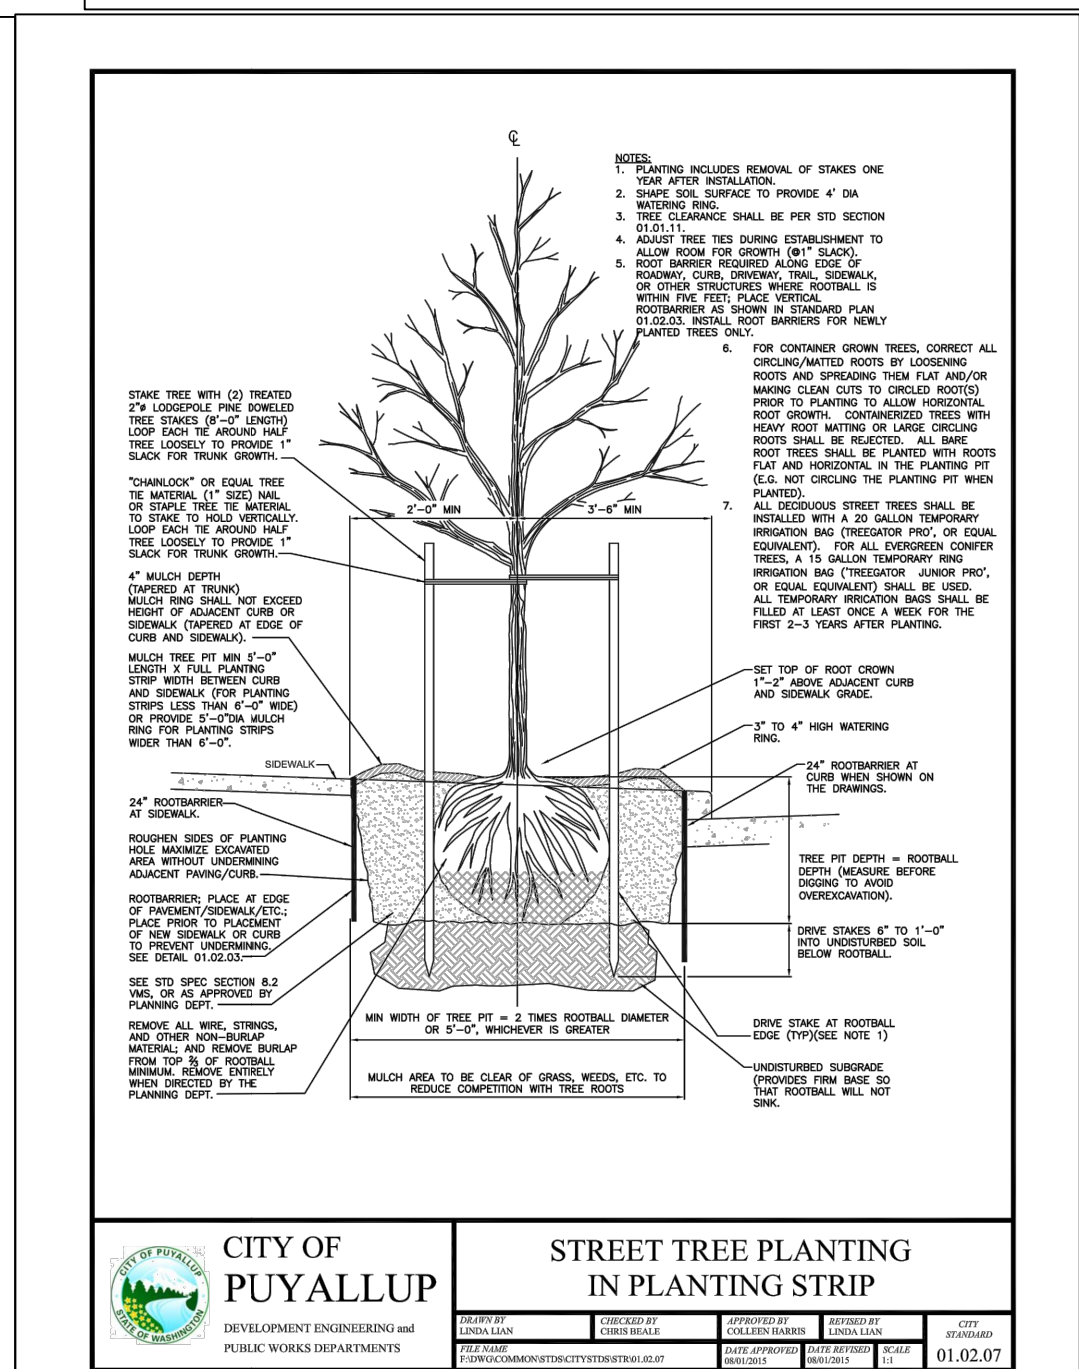 ℄
NOTES:
1. PLANTING INCLUDES REMOVAL OF STAKES ONE
YEAR AFTER INSTALLATION.
2. SHAPE SOIL SURFACE TO PROVIDE 4' DIA
WATERING RING.
3. TREE CLEARANCE SHALL BE PER STD SECTION
01.01.11.
4. ADJUST TREE TIES DURING ESTABLISHMENT TO
ALLOW ROOM FOR GROWTH (@1" SLACK).
5. ROOT BARRIER REQUIRED ALONG EDGE OF
ROADWAY, CURB, DRIVEWAY, TRAIL, SIDEWALK,
OR OTHER STRUCTURES WHERE ROOTBALL IS
WITHIN FIVE FEET; PLACE VERTICAL
ROOTBARRIER AS SHOWN IN STANDARD PLAN
01.02.03. INSTALL ROOT BARRIERS FOR NEWLY
PLANTED TREES ONLY.
6. FOR CONTAINER GROWN TREES, CORRECT ALL
CIRCLING/MATTED ROOTS BY LOOSENING
ROOTS AND SPREADING THEM FLAT AND/OR
MAKING CLEAN CUTS TO CIRCLED ROOT(S)
PRIOR TO PLANTING TO ALLOW HORIZONTAL
ROOT GROWTH. CONTAINERIZED TREES WITH
HEAVY ROOT MATTING OR LARGE CIRCLING
ROOTS SHALL BE REJECTED. ALL BARE
ROOT TREES SHALL BE PLANTED WITH ROOTS
FLAT AND HORIZONTAL IN THE PLANTING PIT
(E.G. NOT CIRCLING THE PLANTING PIT WHEN
PLANTED).
7. ALL DECIDUOUS STREET TREES SHALL BE
INSTALLED WITH A 20 GALLON TEMPORARY
IRRIGATION BAG (TREEGATOR PRO', OR EQUAL
EQUIVALENT). FOR ALL EVERGREEN CONIFER
TREES, A 15 GALLON TEMPORARY RING
IRRIGATION BAG ('TREEGATOR JUNIOR PRO',
OR EQUAL EQUIVALENT) SHALL BE USED.
ALL TEMPORARY IRRICATION BAGS SHALL BE
FILLED AT LEAST ONCE A WEEK FOR THE
FIRST 2-3 YEARS AFTER PLANTING.
STAKE TREE WITH (2) TREATED
2"ø LODGEPOLE PINE DOWELED
TREE STAKES (8'-0" LENGTH)
LOOP EACH TIE AROUND HALF
TREE LOOSELY TO PROVIDE 1"
SLACK FOR TRUNK GROWTH.
"CHAINLOCK" OR EQUAL TREE
TIE MATERIAL (1" SIZE) NAIL
OR STAPLE TREE TIE MATERIAL
TO STAKE TO HOLD VERTICALLY.
LOOP EACH TIE AROUND HALF
TREE LOOSELY TO PROVIDE 1"
SLACK FOR TRUNK GROWTH.
2'-0" MIN
3'-6" MIN
4" MULCH DEPTH
(TAPERED AT TRUNK)
MULCH RING SHALL NOT EXCEED
HEIGHT OF ADJACENT CURB OR
SIDEWALK (TAPERED AT EDGE OF
CURB AND SIDEWALK).
MULCH TREE PIT MIN 5'-0"
LENGTH X FULL PLANTING
STRIP WIDTH BETWEEN CURB
AND SIDEWALK (FOR PLANTING
STRIPS LESS THAN 6'-0" WIDE)
OR PROVIDE 5'-0"DIA MULCH
RING FOR PLANTING STRIPS
WIDER THAN 6'-0".
SIDEWALK
24" ROOTBARRIER
AT SIDEWALK.
ROUGHEN SIDES OF PLANTING
HOLE MAXIMIZE EXCAVATED
AREA WITHOUT UNDERMINING
ADJACENT PAVING/CURB.
ROOTBARRIER; PLACE AT EDGE
OF PAVEMENT/SIDEWALK/ETC.;
PLACE PRIOR TO PLACEMENT
OF NEW SIDEWALK OR CURB
TO PREVENT UNDERMINING.
SEE DETAIL 01.02.03.
SEE STD SPEC SECTION 8.2
VMS, OR AS APPROVED BY
PLANNING DEPT.
REMOVE ALL WIRE, STRINGS,
AND OTHER NON-BURLAP
MATERIAL; AND REMOVE BURLAP
FROM TOP ⅔ OF ROOTBALL
MINIMUM. REMOVE ENTIRELY
WHEN DIRECTED BY THE
PLANNING DEPT.
SET TOP OF ROOT CROWN
1"-2" ABOVE ADJACENT CURB
AND SIDEWALK GRADE.
3" TO 4" HIGH WATERING
RING.
24" ROOTBARRIER AT
CURB WHEN SHOWN ON
THE DRAWINGS.
TREE PIT DEPTH = ROOTBALL
DEPTH (MEASURE BEFORE
DIGGING TO AVOID
OVEREXCAVATION).
DRIVE STAKES 6" TO 1'-0"
INTO UNDISTURBED SOIL
BELOW ROOTBALL.
DRIVE STAKE AT ROOTBALL
EDGE (TYP)(SEE NOTE 1)
UNDISTURBED SUBGRADE
(PROVIDES FIRM BASE SO
THAT ROOTBALL WILL NOT
SINK.
MIN WIDTH OF TREE PIT = 2 TIMES ROOTBALL DIAMETER
OR 5'-0", WHICHEVER IS GREATER
MULCH AREA TO BE CLEAR OF GRASS, WEEDS, ETC. TO
REDUCE COMPETITION WITH TREE ROOTS
CITY OF PUYALLUP
STATE OF WASHINGTON
CITY OF
PUYALLUP
DEVELOPMENT ENGINEERING and
PUBLIC WORKS DEPARTMENTS
STREET TREE PLANTING
IN PLANTING STRIP
DRAWN BY
LINDA LIAN
CHECKED BY
CHRIS BEALE
APPROVED BY
COLLEEN HARRIS
REVISED BY
LINDA LIAN
CITY
STANDARD
01.02.07
FILE NAME
F:\DWG\COMMON\STDS\CITYSTDS\STR\01.02.07
DATE APPROVED
08/01/2015
DATE REVISED
08/01/2015
SCALE
1:1